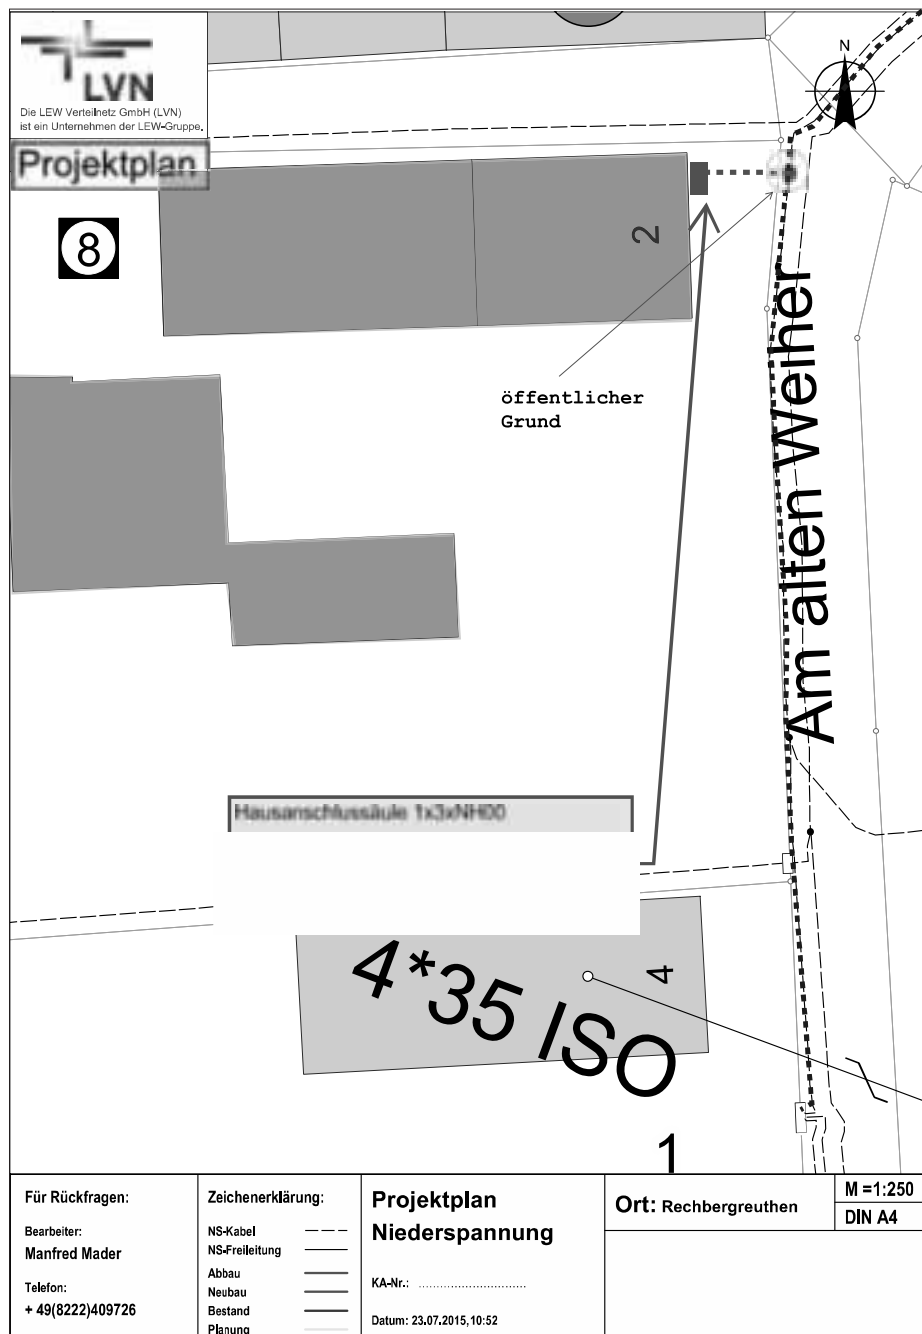 LVN
Die LEW Verteilnetz GmbH (LVN)
ist ein Unternehmen der LEW-Gruppe.
Projektplan
N
8
2
öffentlicher
Grund
Am alten Weiher
Hausanschlussäule 1x3xNH00
4
4*35 ISO
1
Für Rückfragen:
Bearbeiter:
Manfred Mader
Telefon:
+ 49(8222)409726
Zeichenerklärung:
NS-Kabel
NS-Freileitung
Abbau
Neubau
Bestand
Planung
Projektplan
Niederspannung
KA-Nr.: ............................
Datum: 23.07.2015,10:52
Ort: Rechbergreuthen
M =1:250
DIN A4